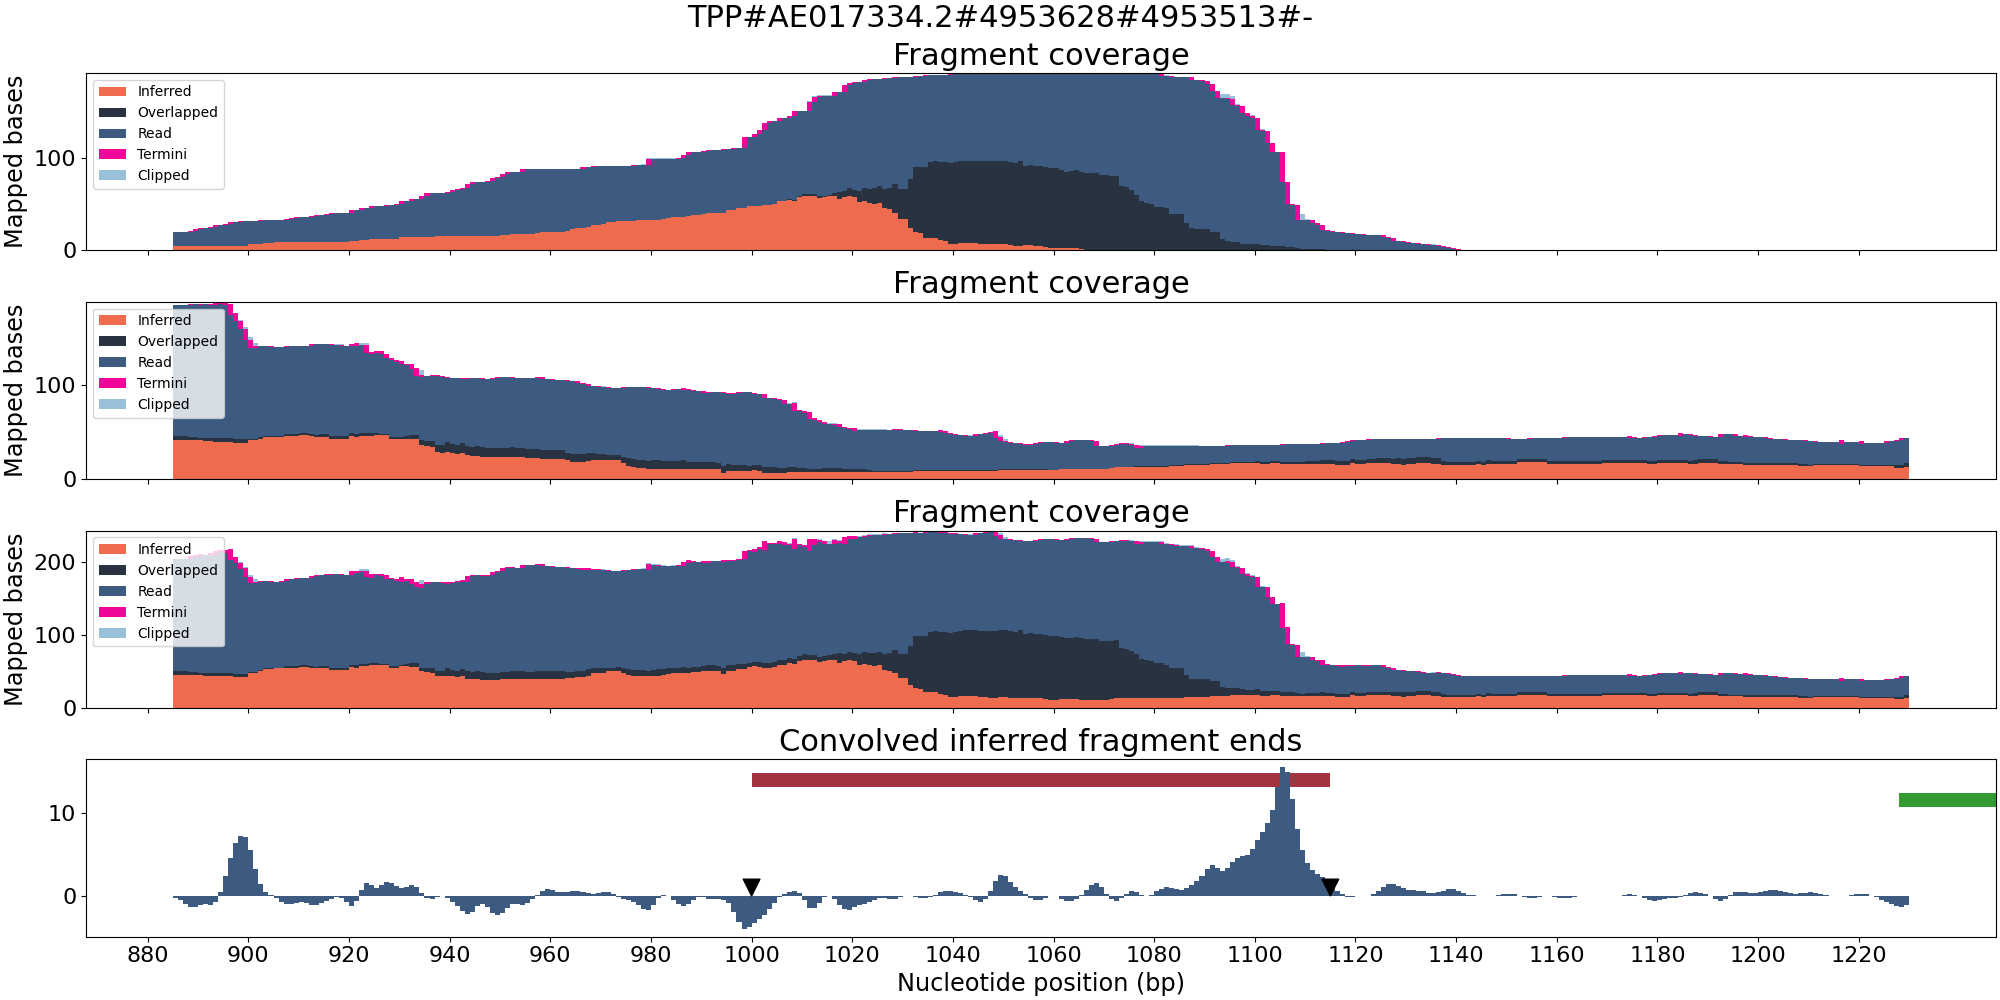 TPP#AE017334.2#4953628#4953513#-
Fragment coverage
Mapped bases
100
0
Inferred
Overlapped
Read
Termini
Clipped
Fragment coverage
Mapped bases
100
0
Inferred
Overlapped
Read
Termini
Clipped
Fragment coverage
Mapped bases
200
100
0
Inferred
Overlapped
Read
Termini
Clipped
Convolved inferred fragment ends
10
0
880 900 920 940 960 980 1000 1020 1040 1060 1080 1100 1120 1140 1160 1180 1200 1220
Nucleotide position (bp)